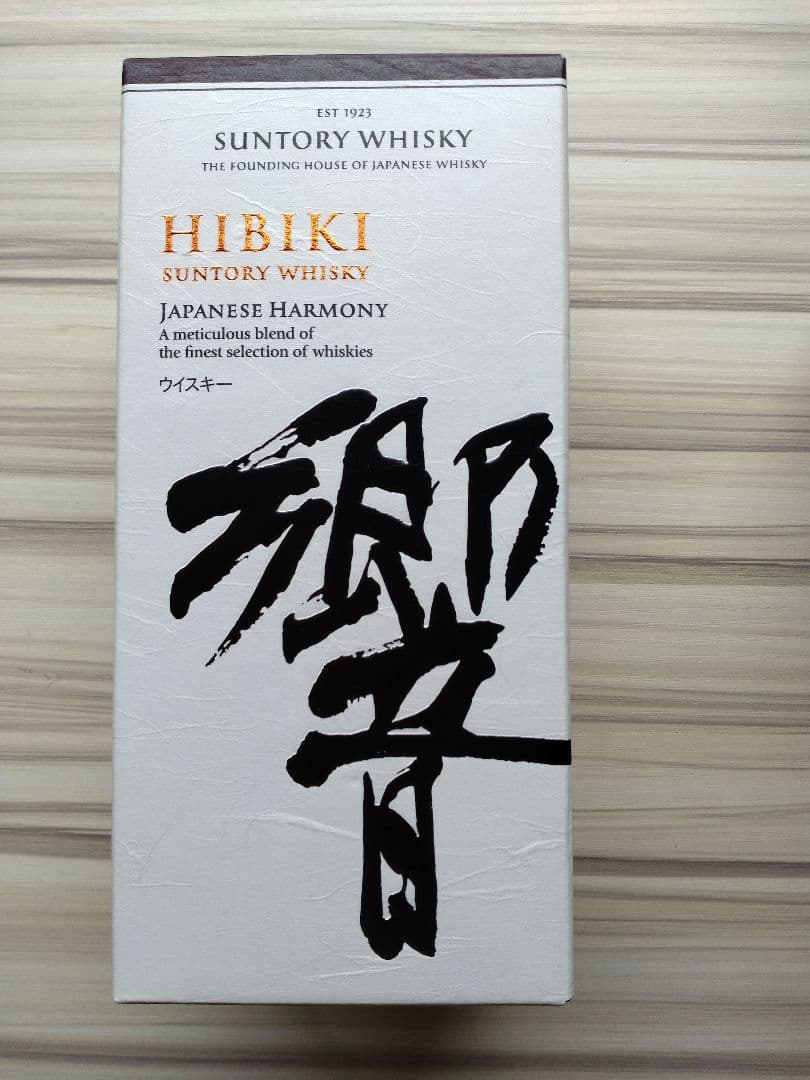 EST 1923
SUNTORY WHISKY
THE FOUNDING HOUSE OF JAPANESE WHISKY
HIBIKI
SUNTORY WHISKY
JAPANESE HARMONY
A meticulous blend of
the finest selection of whiskies
ウイスキー
響